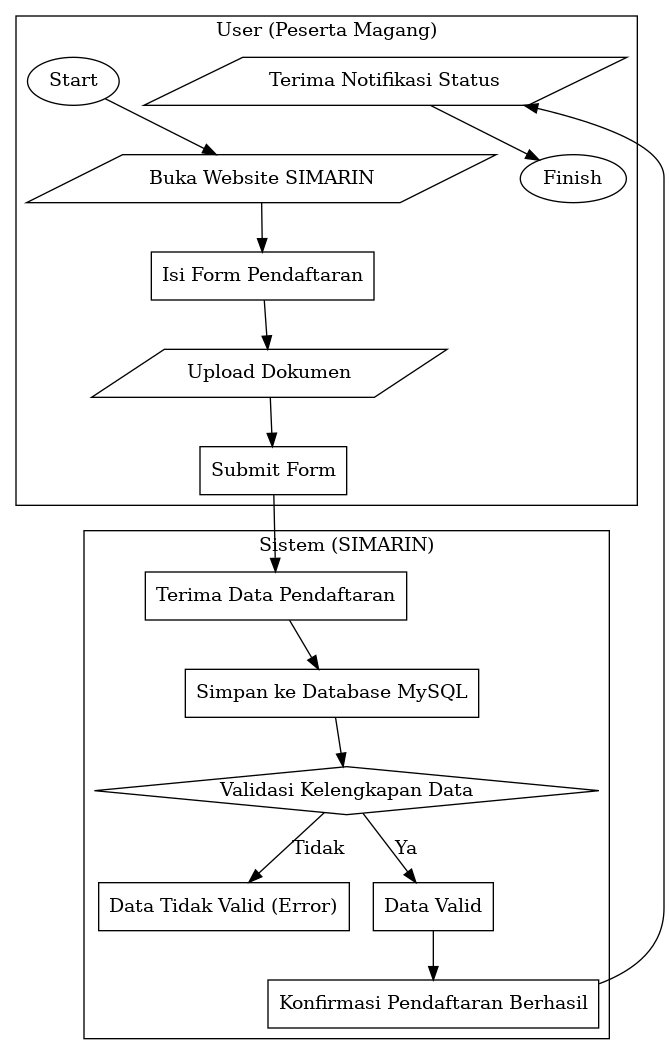 User (Peserta Magang)
Start
Terima Notifikasi Status
Buka Website SIMARIN
Finish
Isi Form Pendaftaran
Upload Dokumen
Submit Form
Sistem (SIMARIN)
Terima Data Pendaftaran
Simpan ke Database MySQL
Validasi Kelengkapan Data
Tidak
Ya
Data Tidak Valid (Error)
Data Valid
Konfirmasi Pendaftaran Berhasil